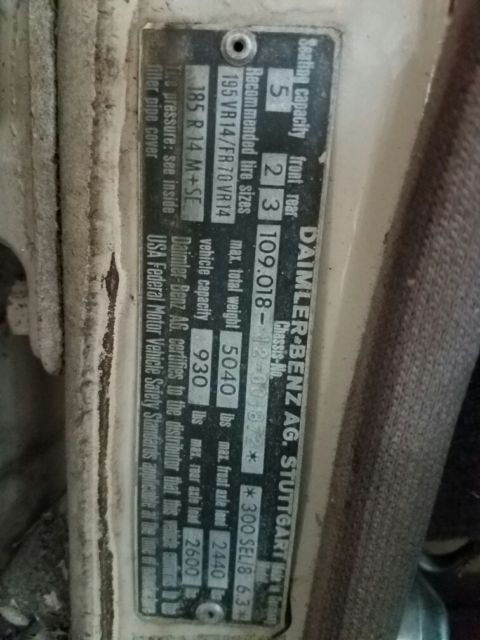 DAIMLER-BENZ AG. STUTTGART
Chassis-No.
109.018-12-
*300 SEL/8 6.3*
Seating Capacity front rear
5 2 3
Recommended tire sizes
195 VR14/FR70VR14
185 R 14 M+SE
tire pressure: see inside
filler pipe cover
max. total weight 5040 lbs max. front axle load 2440
vehicle capacity 930 lbs max. rear axle load 2600
Daimler-Benz AG. certifies to the distributor that this vehicle
USA Federal Motor Vehicle Safety Standards applicable